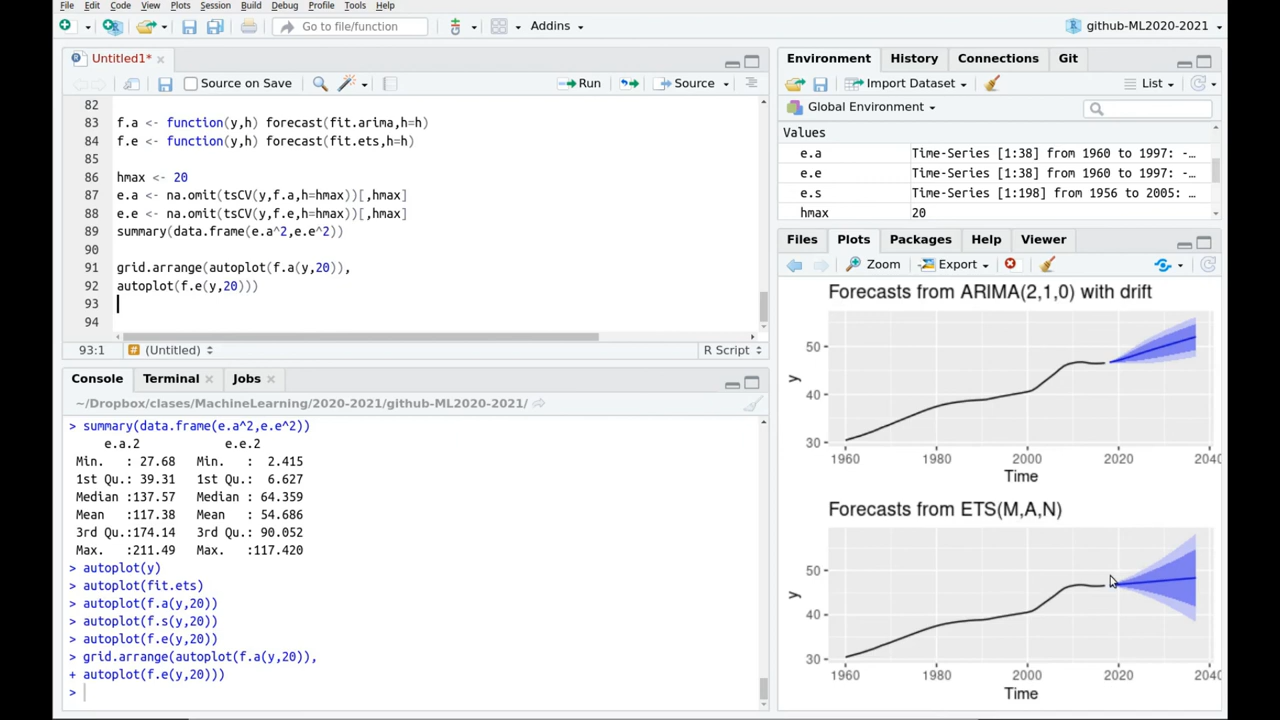 File Edit Code View Plots Session Build Debug Profile Tools Help
Go to file/function Addins github-ML2020-2021
Untitled1*
Source on Save Run Source
82
83 f.a <- function(y,h) forecast(fit.arima,h=h)
84 f.e <- function(y,h) forecast(fit.ets,h=h)
85
86 hmax <- 20
87 e.a <- na.omit(tsCV(y,f.a,h=hmax))[,hmax]
88 e.e <- na.omit(tsCV(y,f.e,h=hmax))[,hmax]
89 summary(data.frame(e.a^2,e.e^2))
90
91 grid.arrange(autoplot(f.a(y,20)),
92 autoplot(f.e(y,20)))
93
94
93:1 # (Untitled) R Script
Console Terminal Jobs
~/Dropbox/clases/MachineLearning/2020-2021/github-ML2020-2021/
> summary(data.frame(e.a^2,e.e^2))
e.a.2 e.e.2
Min. : 27.68 Min. : 2.415
1st Qu.: 39.31 1st Qu.: 6.627
Median :137.57 Median : 64.359
Mean :117.38 Mean : 54.686
3rd Qu.:174.14 3rd Qu.: 90.052
Max. :211.49 Max. :117.420
> autoplot(y)
> autoplot(fit.ets)
> autoplot(f.a(y,20))
> autoplot(f.s(y,20))
> autoplot(f.e(y,20))
> grid.arrange(autoplot(f.a(y,20)),
+ autoplot(f.e(y,20)))
>
Environment History Connections Git
Import Dataset List
Global Environment
Values
e.a Time-Series [1:38] from 1960 to 1997: -…
e.e Time-Series [1:38] from 1960 to 1997: -…
e.s Time-Series [1:198] from 1956 to 2005: …
hmax 20
Files Plots Packages Help Viewer
Zoom Export
Forecasts from ARIMA(2,1,0) with drift
50
y
40
30
1960 1980 2000 2020 2040
Time
Forecasts from ETS(M,A,N)
50
y
40
30
1960 1980 2000 2020 2040
Time